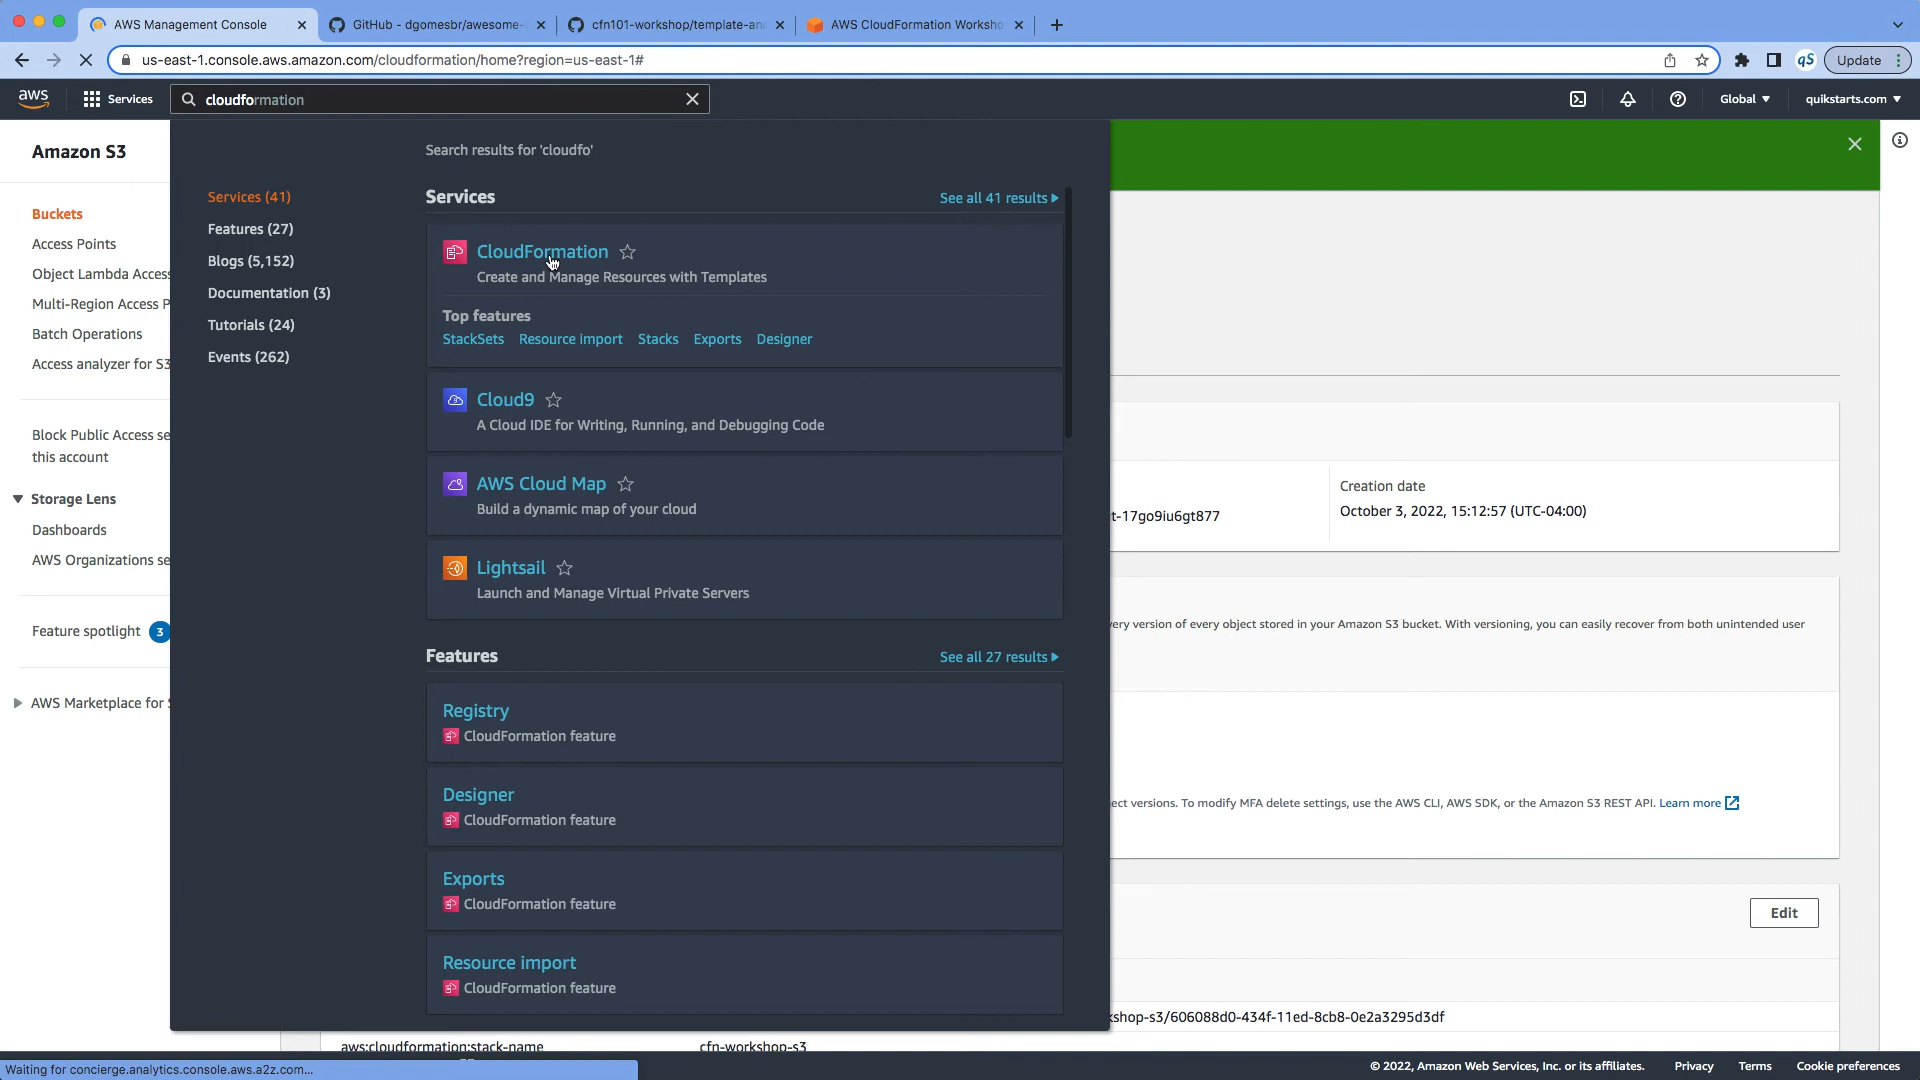 AWS Management Console
GitHub - dgomesbr/awesome-
cfn101-workshop/template-and
AWS CloudFormation Worksho
us-east-1.console.aws.amazon.com/cloudformation/home?region=us-east-1#
qS
Update
aws
Services
cloudformation
Global
quikstarts.com
Amazon S3
Buckets
Access Points
Object Lambda Access
Multi-Region Access P
Batch Operations
Access analyzer for S3
Block Public Access se
this account
Storage Lens
Dashboards
AWS Organizations se
Feature spotlight 3
AWS Marketplace for S
Search results for 'cloudfo'
Services (41)
Features (27)
Blogs (5,152)
Documentation (3)
Tutorials (24)
Events (262)
Services
See all 41 results
CloudFormation
Create and Manage Resources with Templates
Top features
StackSets Resource import Stacks Exports Designer
Cloud9
A Cloud IDE for Writing, Running, and Debugging Code
AWS Cloud Map
Build a dynamic map of your cloud
Lightsail
Launch and Manage Virtual Private Servers
Features
See all 27 results
Registry
CloudFormation feature
Designer
CloudFormation feature
Exports
CloudFormation feature
Resource import
CloudFormation feature
t-17go9iu6gt877
Creation date
October 3, 2022, 15:12:57 (UTC-04:00)
ery version of every object stored in your Amazon S3 bucket. With versioning, you can easily recover from both unintended user
ect versions. To modify MFA delete settings, use the AWS CLI, AWS SDK, or the Amazon S3 REST API. Learn more
Edit
kshop-s3/606088d0-434f-11ed-8cb8-0e2a3295d3df
aws:cloudformation:stack-name
cfn-workshop-s3
Waiting for concierge.analytics.console.aws.a2z.com...
© 2022, Amazon Web Services, Inc. or its affiliates.
Privacy
Terms
Cookie preferences